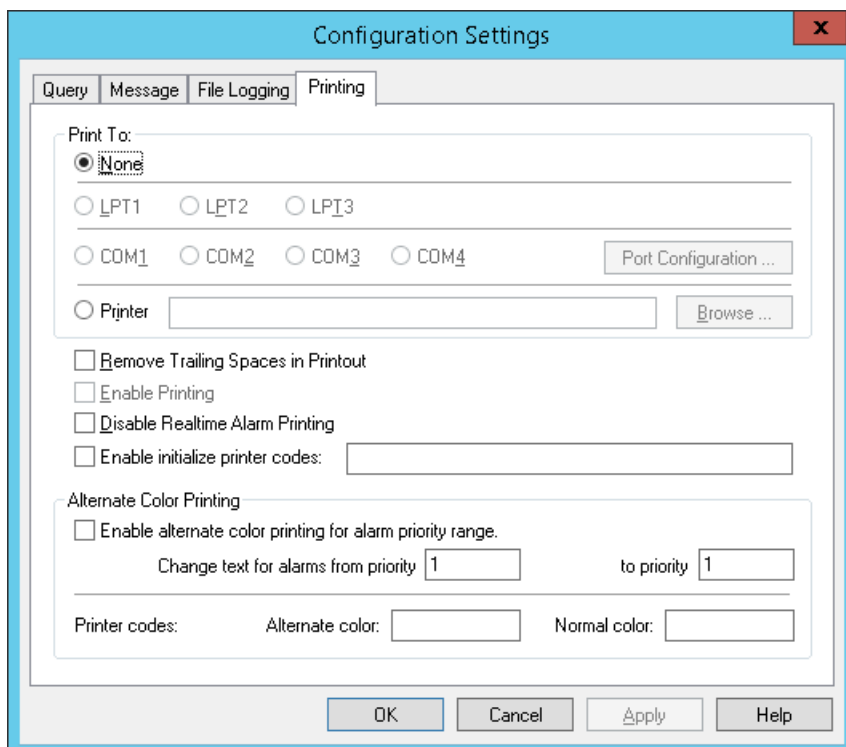 Configuration Settings
x
Query Message File Logging Printing
Print To:
None
LPT1 LPT2 LPT3
COM1 COM2 COM3 COM4 Port Configuration ...
Printer Browse ...
Remove Trailing Spaces in Printout
Enable Printing
Disable Realtime Alarm Printing
Enable initialize printer codes:
Alternate Color Printing
Enable alternate color printing for alarm priority range.
Change text for alarms from priority 1 to priority 1
Printer codes: Alternate color: Normal color:
OK Cancel Apply Help